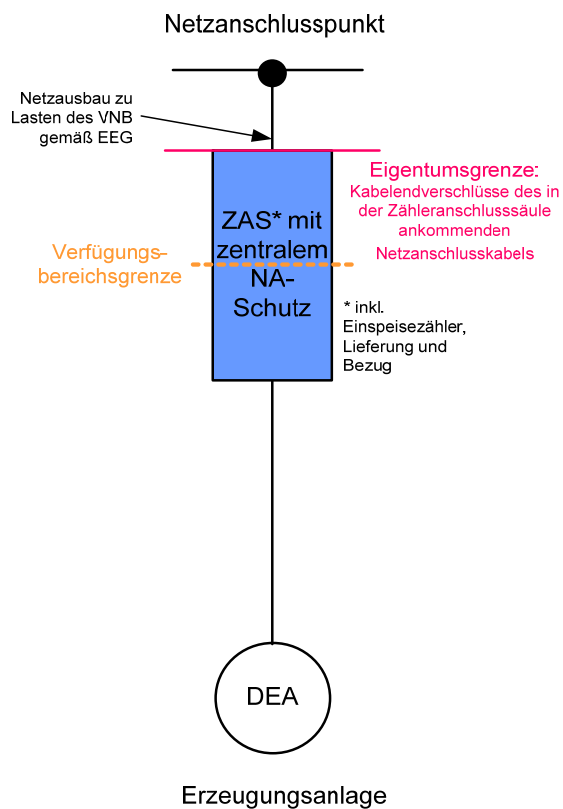 Netzanschlusspunkt
Netzausbau zu
Lasten des VNB
gemäß EEG
Eigentumsgrenze:
Kabelendverschlüsse des in
der Zähleranschlusssäule
ankommenden
Netzanschlusskabels
ZAS* mit
zentralem
NA-
Schutz
Verfügungs-
bereichsgrenze
* inkl.
Einspeisezähler,
Lieferung und
Bezug
DEA
Erzeugungsanlage